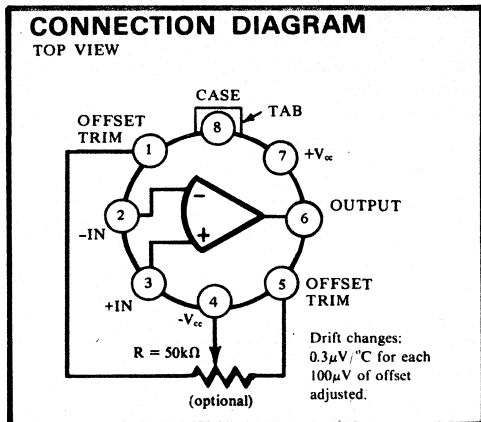 CONNECTION DIAGRAM
TOP VIEW
CASE
TAB
OFFSET
TRIM
8
1
7
+Vcc
2
−
6
OUTPUT
-IN
+
3
5
OFFSET
TRIM
+IN
4
-Vcc
R = 50kΩ
(optional)
Drift changes:
0.3μV/°C for each
100μV of offset
adjusted.